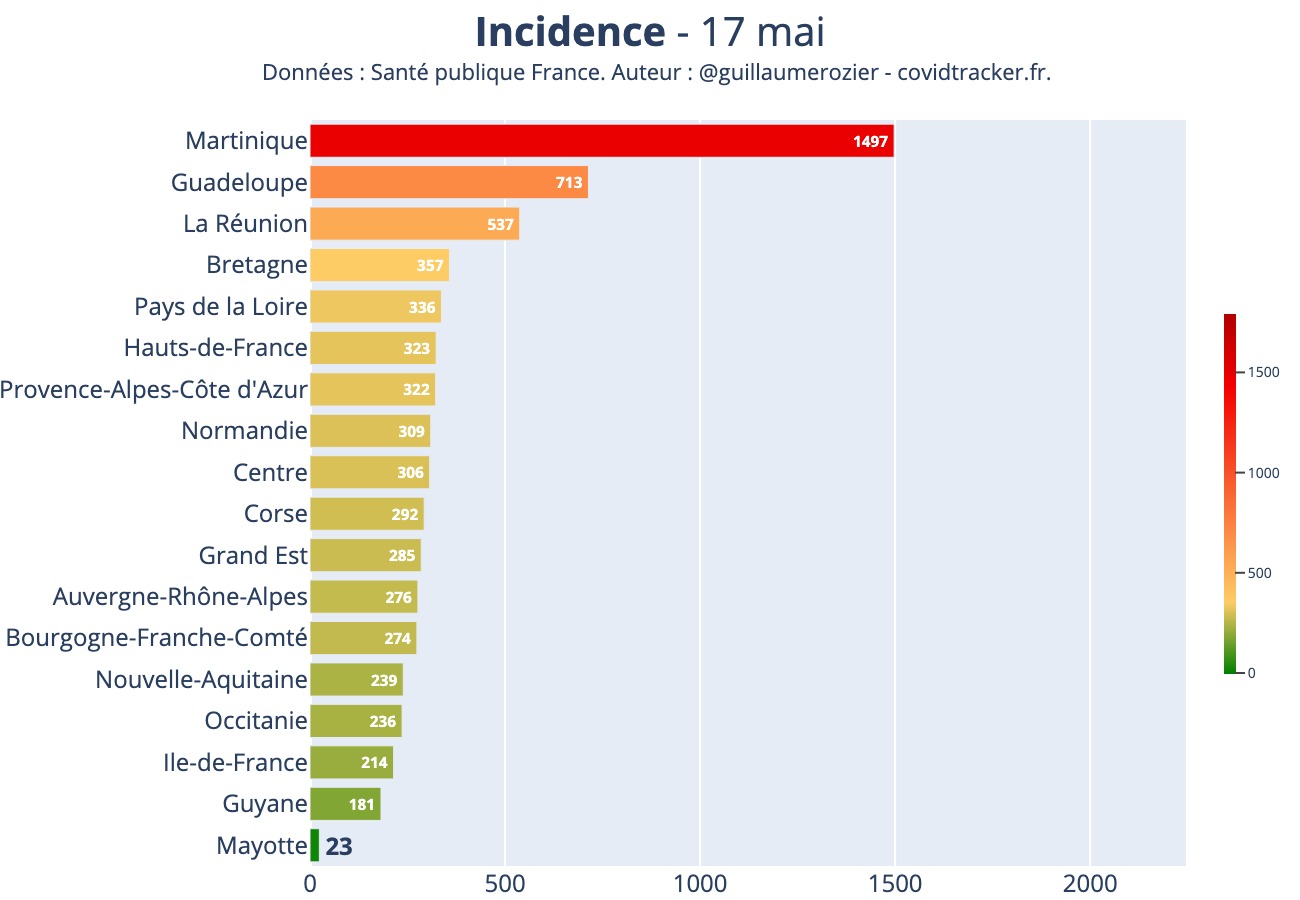 Incidence - 17 mai
Données : Santé publique France. Auteur : @guillaumerozier - covidtracker.fr.
Martinique 1497
Guadeloupe 713
La Réunion 537
Bretagne 357
Pays de la Loire 336
Hauts-de-France 323
Provence-Alpes-Côte d'Azur 322
Normandie 309
Centre 306
Corse 292
Grand Est 285
Auvergne-Rhône-Alpes 276
Bourgogne-Franche-Comté 274
Nouvelle-Aquitaine 239
Occitanie 236
Ile-de-France 214
Guyane 181
Mayotte 23
0 500 1000 1500 2000
1500
1000
500
0